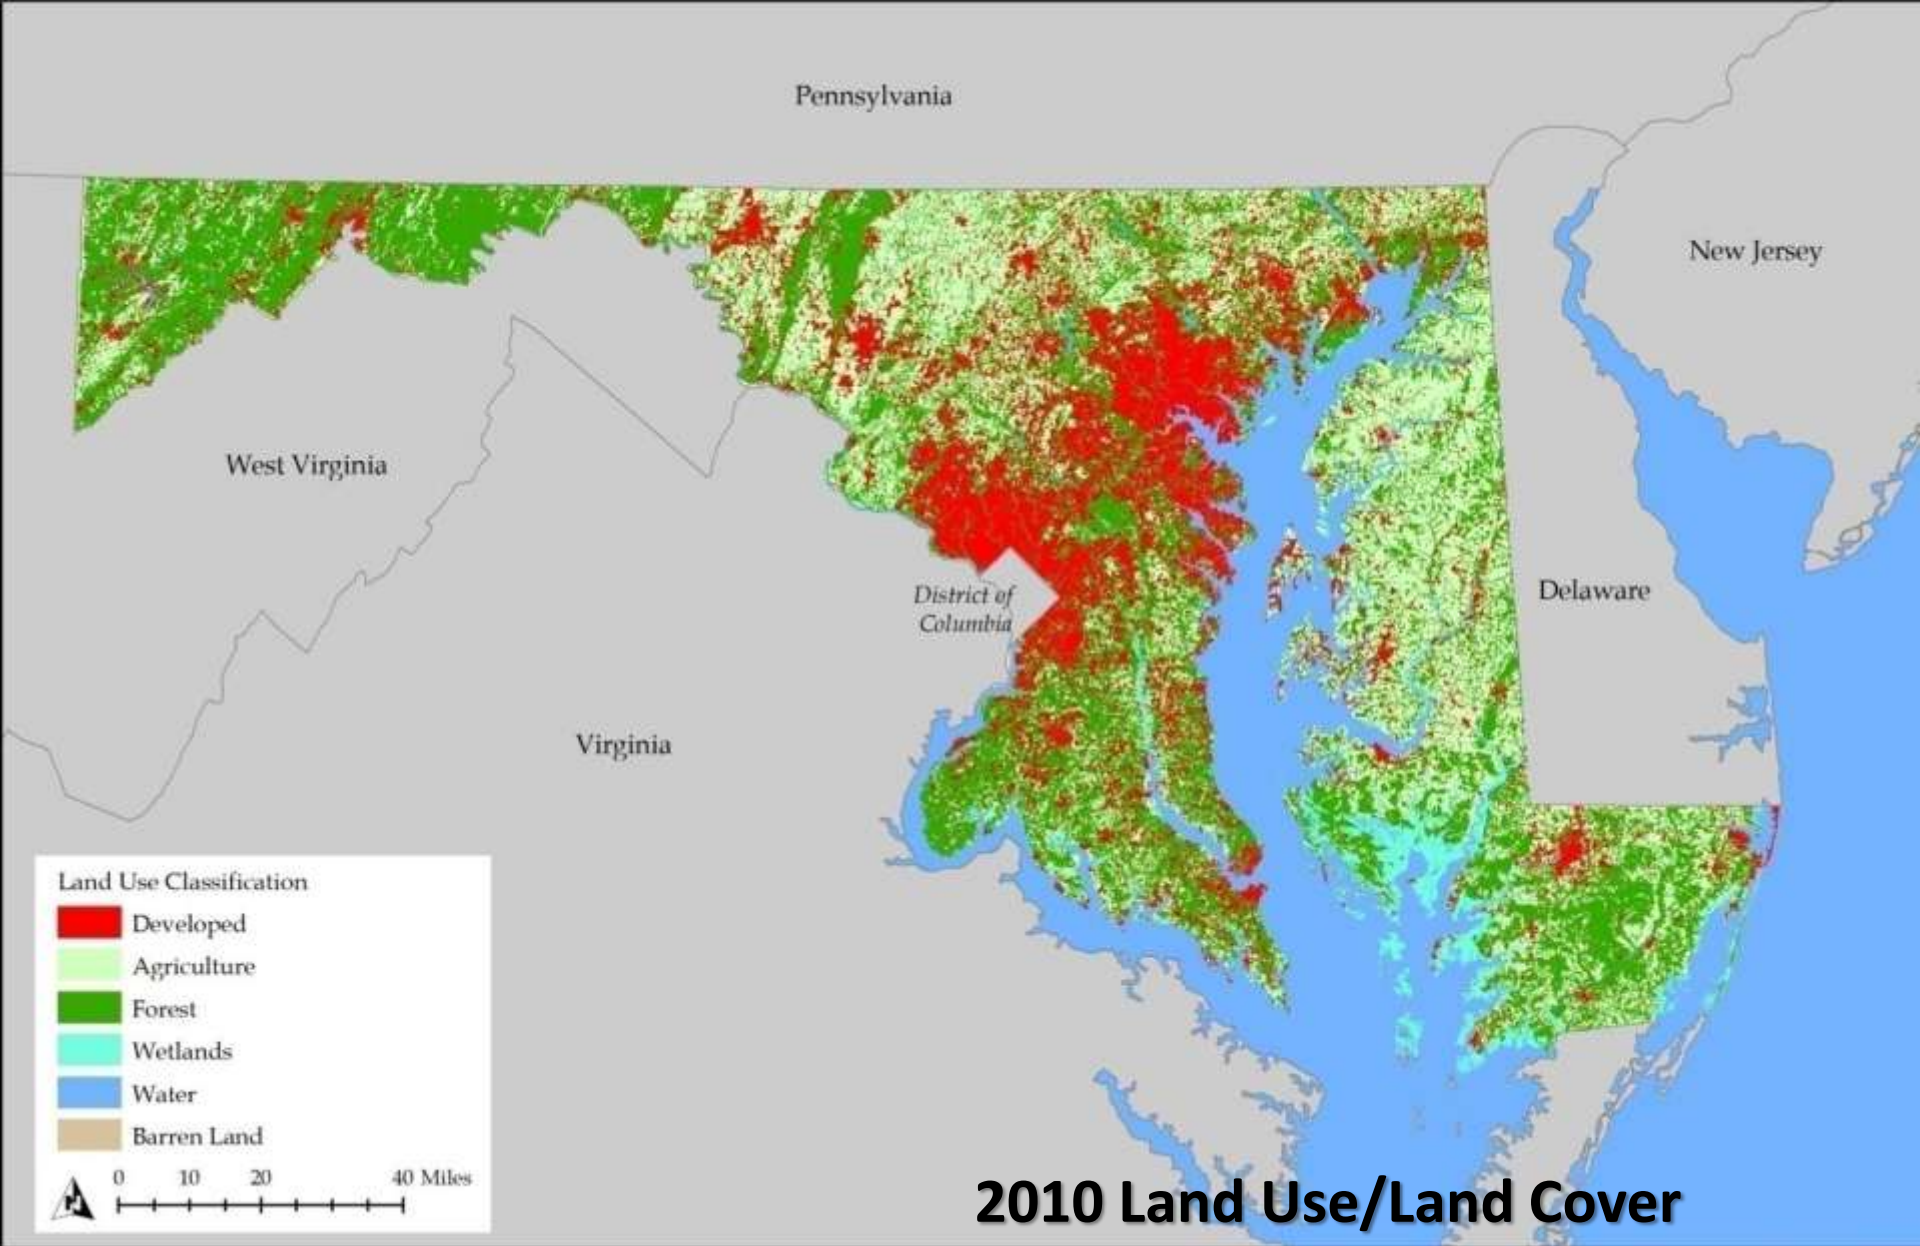 Pennsylvania
New Jersey
West Virginia
Delaware
District of
Columbia
Virginia
Land Use Classification
Developed
Agriculture
Forest
Wetlands
Water
Barren Land
0 10 20 40 Miles
N
2010 Land Use/Land Cover